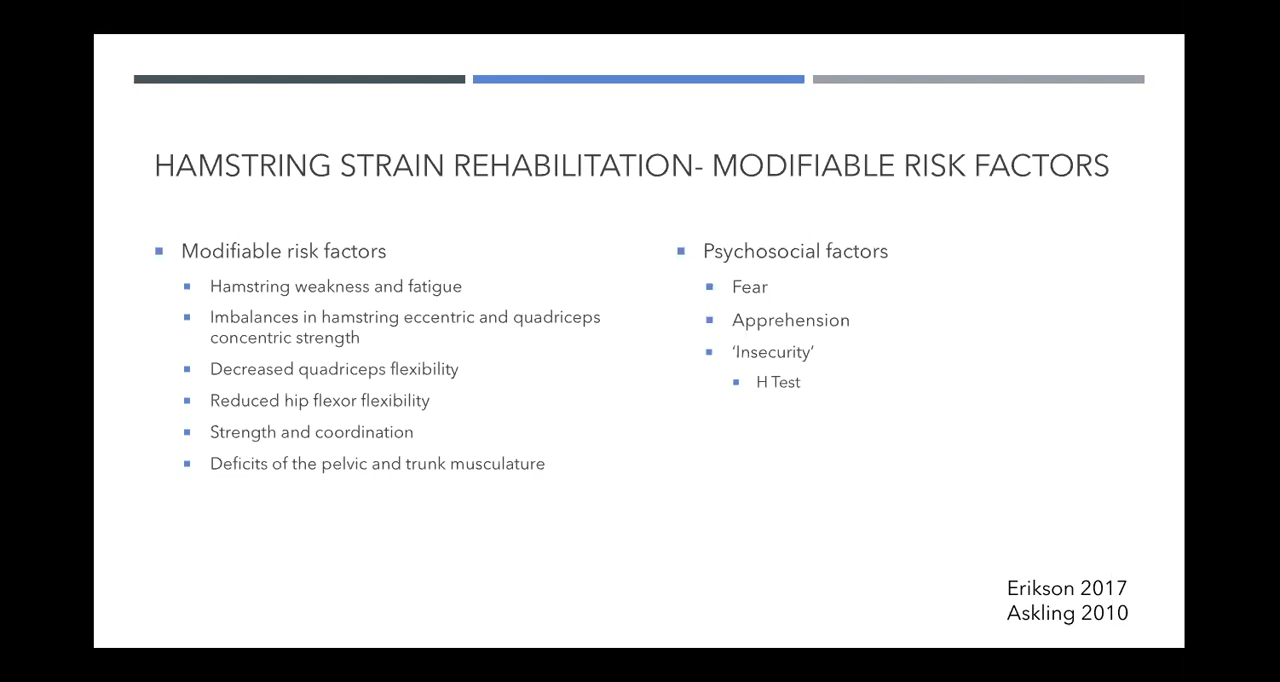 HAMSTRING STRAIN REHABILITATION- MODIFIABLE RISK FACTORS
Modifiable risk factors
Hamstring weakness and fatigue
Imbalances in hamstring eccentric and quadriceps
concentric strength
Decreased quadriceps flexibility
Reduced hip flexor flexibility
Strength and coordination
Deficits of the pelvic and trunk musculature
Psychosocial factors
Fear
Apprehension
‘Insecurity’
H Test
Erikson 2017
Askling 2010